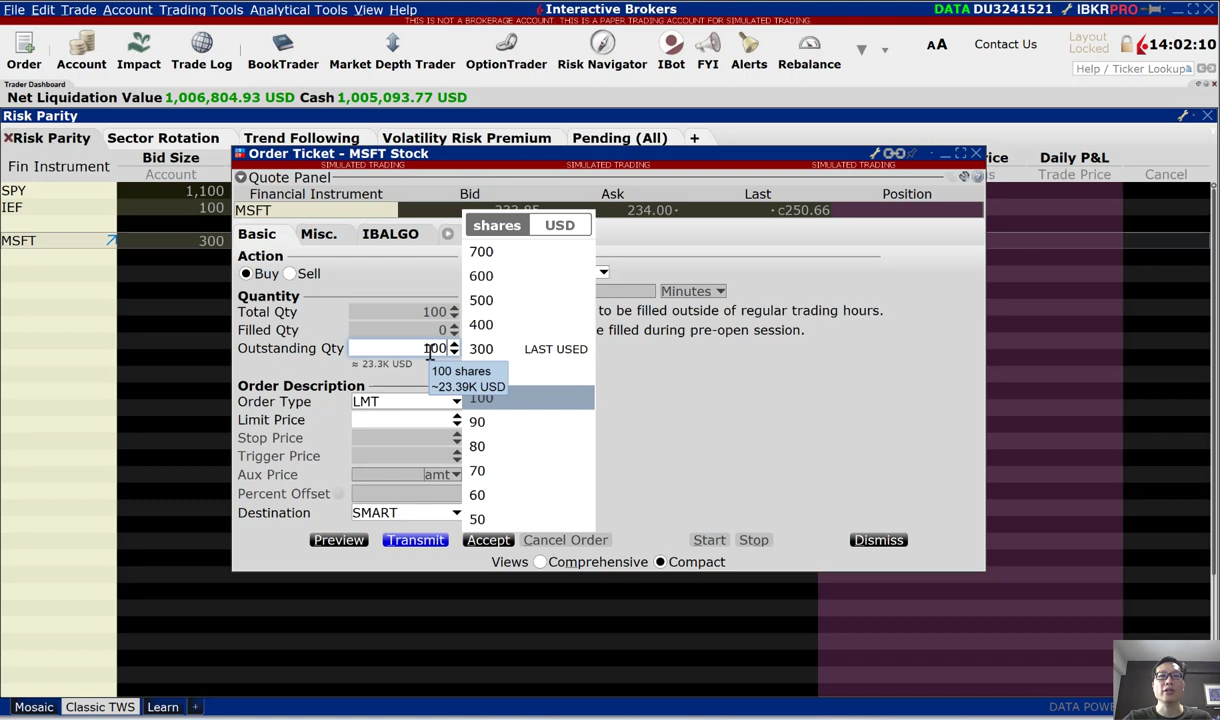 File Edit Trade Account Trading Tools Analytical Tools View Help Interactive Brokers DATA DU3241521 IBKRPRO
THIS IS NOT A BROKERAGE ACCOUNT. THIS IS A PAPER TRADING ACCOUNT FOR SIMULATED TRADING.
Order Account Impact Trade Log BookTrader Market Depth Trader OptionTrader Risk Navigator IBot FYI Alerts Rebalance
AA Contact Us Layout Locked 14:02:10
Help / Ticker Lookup
Trader Dashboard
Net Liquidation Value 1,006,804.93 USD Cash 1,005,093.77 USD
Risk Parity
Risk Parity Sector Rotation Trend Following Volatility Risk Premium Pending (All) +
Fin Instrument Bid Size Daily P&L
Account Trade Price Cancel
SPY 1,100
IEF 100
MSFT 300
Order Ticket - MSFT Stock
SIMULATED TRADING SIMULATED TRADING SIMULATED TRADING
Quote Panel
Financial Instrument Bid Ask Last Position
MSFT 234.00 c250.66
Basic Misc. IBALGO
shares USD
Action
Buy Sell
Minutes
Quantity
Total Qty 100 to be filled outside of regular trading hours.
Filled Qty 0 e filled during pre-open session.
Outstanding Qty 100
≈ 23.3K USD
100 shares
~23.39K USD
700
600
500
400
300 LAST USED
100
90
80
70
60
50
Order Description
Order Type LMT
Limit Price
Stop Price
Trigger Price
Aux Price amt
Percent Offset
Destination SMART
Preview Transmit Accept Cancel Order Start Stop Dismiss
Views Comprehensive Compact
Mosaic Classic TWS Learn +